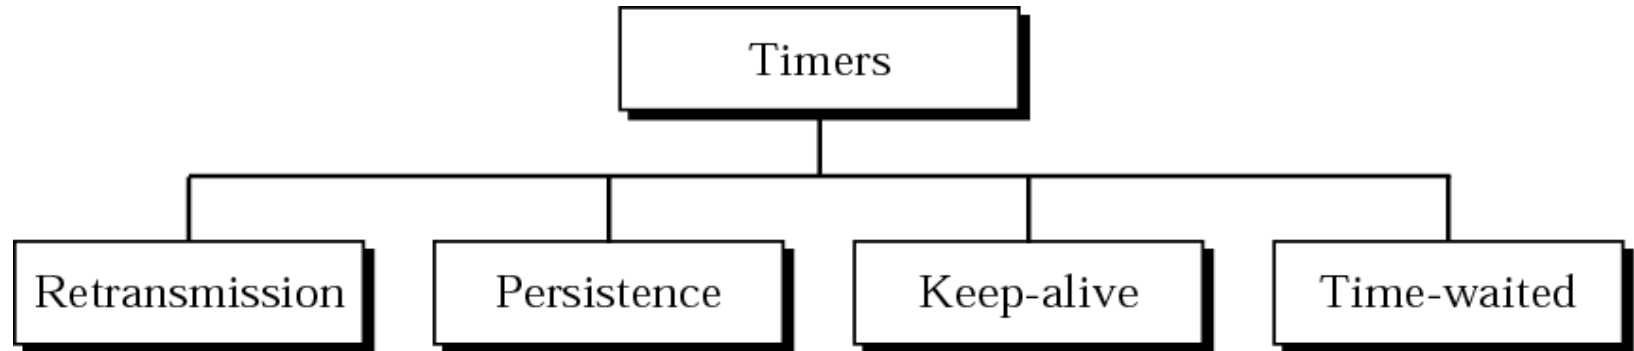 Timers
Retransmission
Persistence
Keep-alive
Time-waited